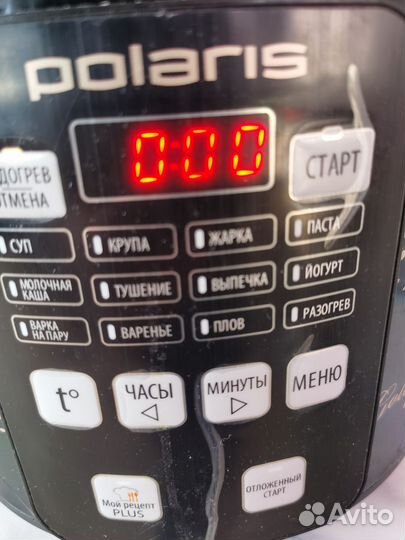 polaris
0:00
СТАРТ
ДОГРЕВ
ОТМЕНА
СУП
КРУПА
ЖАРКА
ПАСТА
МОЛОЧНАЯ
КАША
ТУШЕНИЕ
ВЫПЕЧКА
ЙОГУРТ
ВАРКА
НА ПАРУ
ВАРЕНЬЕ
ПЛОВ
РАЗОГРЕВ
t°
ЧАСЫ
МИНУТЫ
МЕНЮ
Мой рецепт
PLUS
ОТЛОЖЕННЫЙ
СТАРТ
Avito